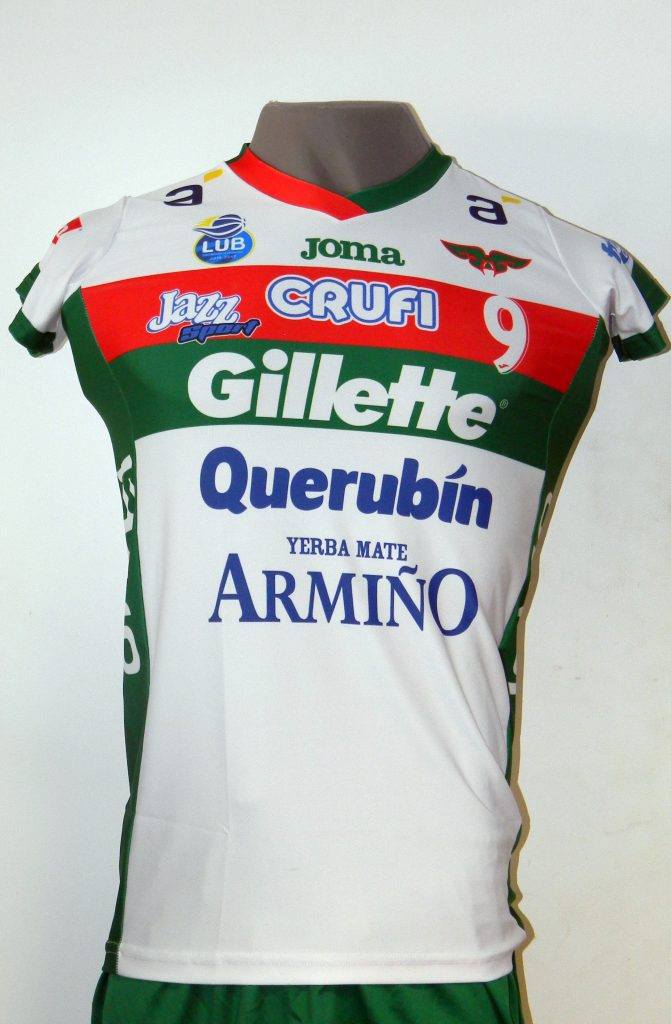 a a
LUB
Joma
A
Jazz
Sport
CRUFI
9
Gillette®
Querubín
YERBA MATE
ARMIÑO